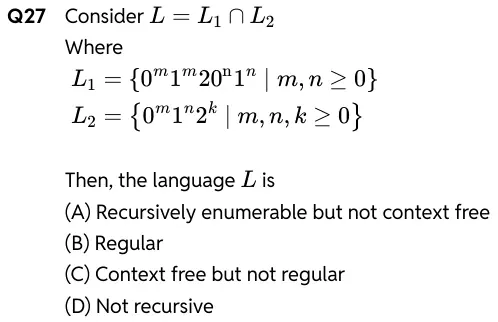 Q27 Consider L = L₁ ∩ L₂
Where
L₁ = {0ᵐ1ᵐ20ⁿ1ⁿ | m, n ≥ 0}
L₂ = {0ᵐ1ⁿ2ᵏ | m, n, k ≥ 0}
Then, the language L is
(A) Recursively enumerable but not context free
(B) Regular
(C) Context free but not regular
(D) Not recursive